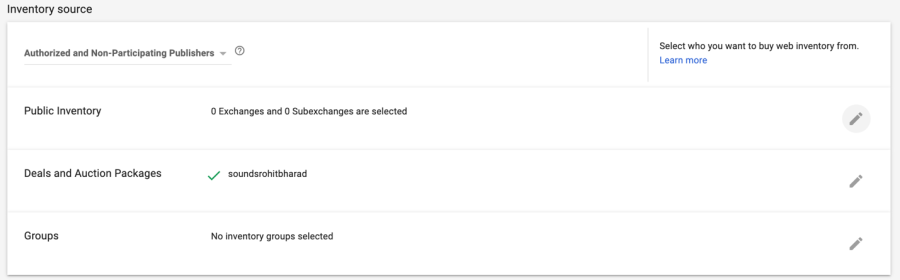 Inventory source
Authorized and Non-Participating Publishers
Select who you want to buy web inventory from.
Learn more
Public Inventory 0 Exchanges and 0 Subexchanges are selected
Deals and Auction Packages soundsrohitbharad
Groups No inventory groups selected